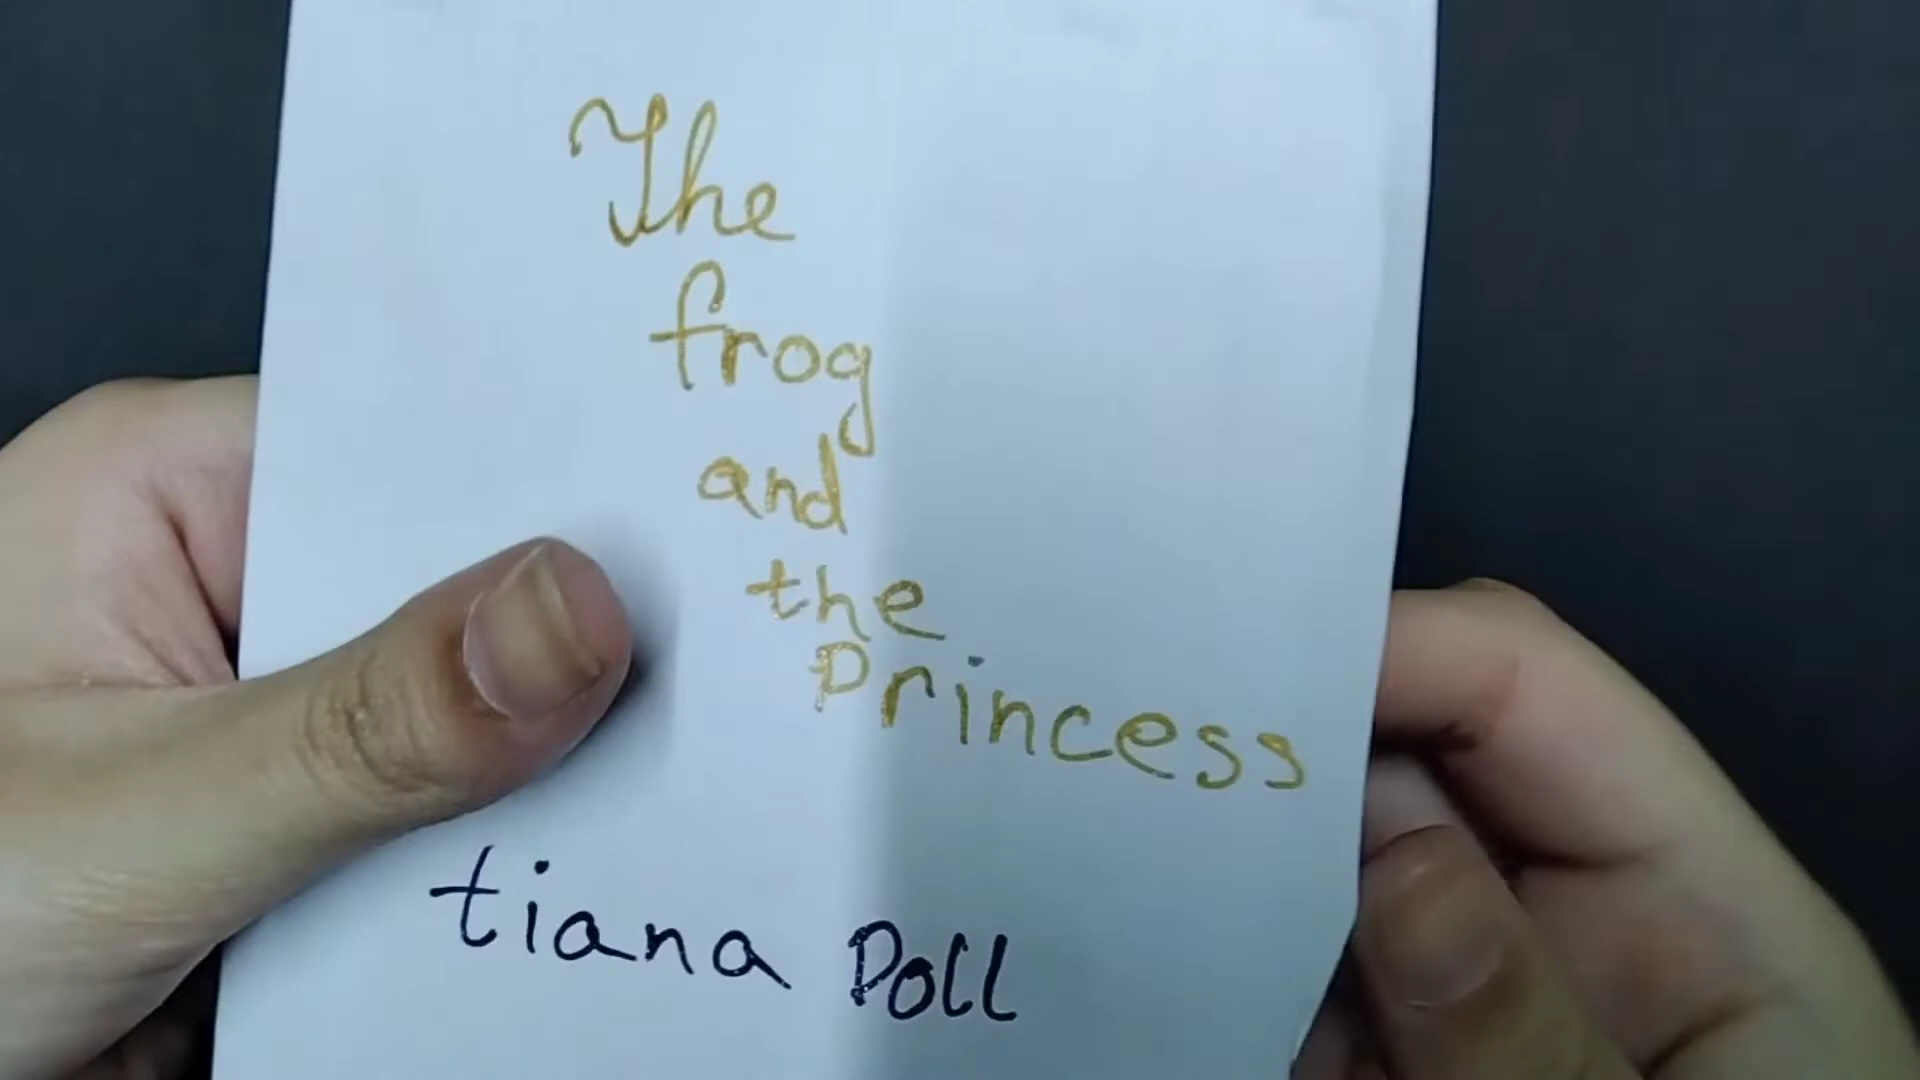 The
frog
and
the
Princess
tiana Doll